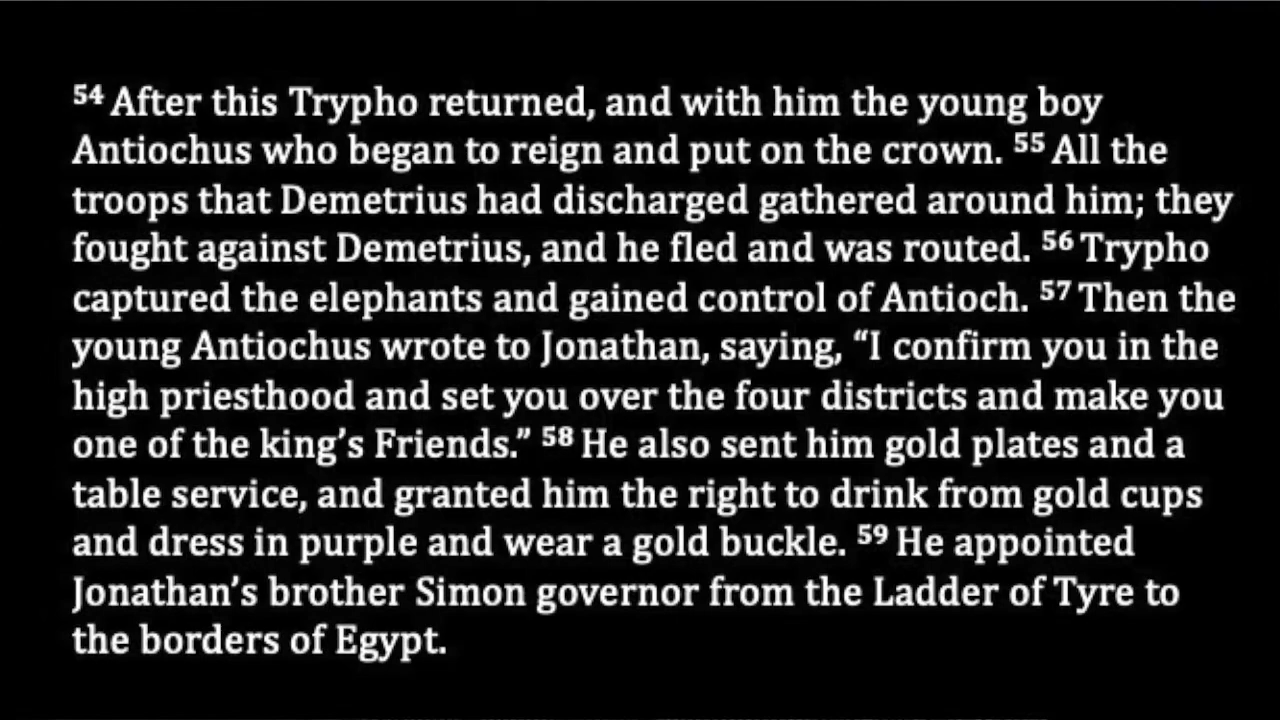 54 After this Trypho returned, and with him the young boy
Antiochus who began to reign and put on the crown. 55 All the
troops that Demetrius had discharged gathered around him; they
fought against Demetrius, and he fled and was routed. 56 Trypho
captured the elephants and gained control of Antioch. 57 Then the
young Antiochus wrote to Jonathan, saying, “I confirm you in the
high priesthood and set you over the four districts and make you
one of the king’s Friends.” 58 He also sent him gold plates and a
table service, and granted him the right to drink from gold cups
and dress in purple and wear a gold buckle. 59 He appointed
Jonathan’s brother Simon governor from the Ladder of Tyre to
the borders of Egypt.